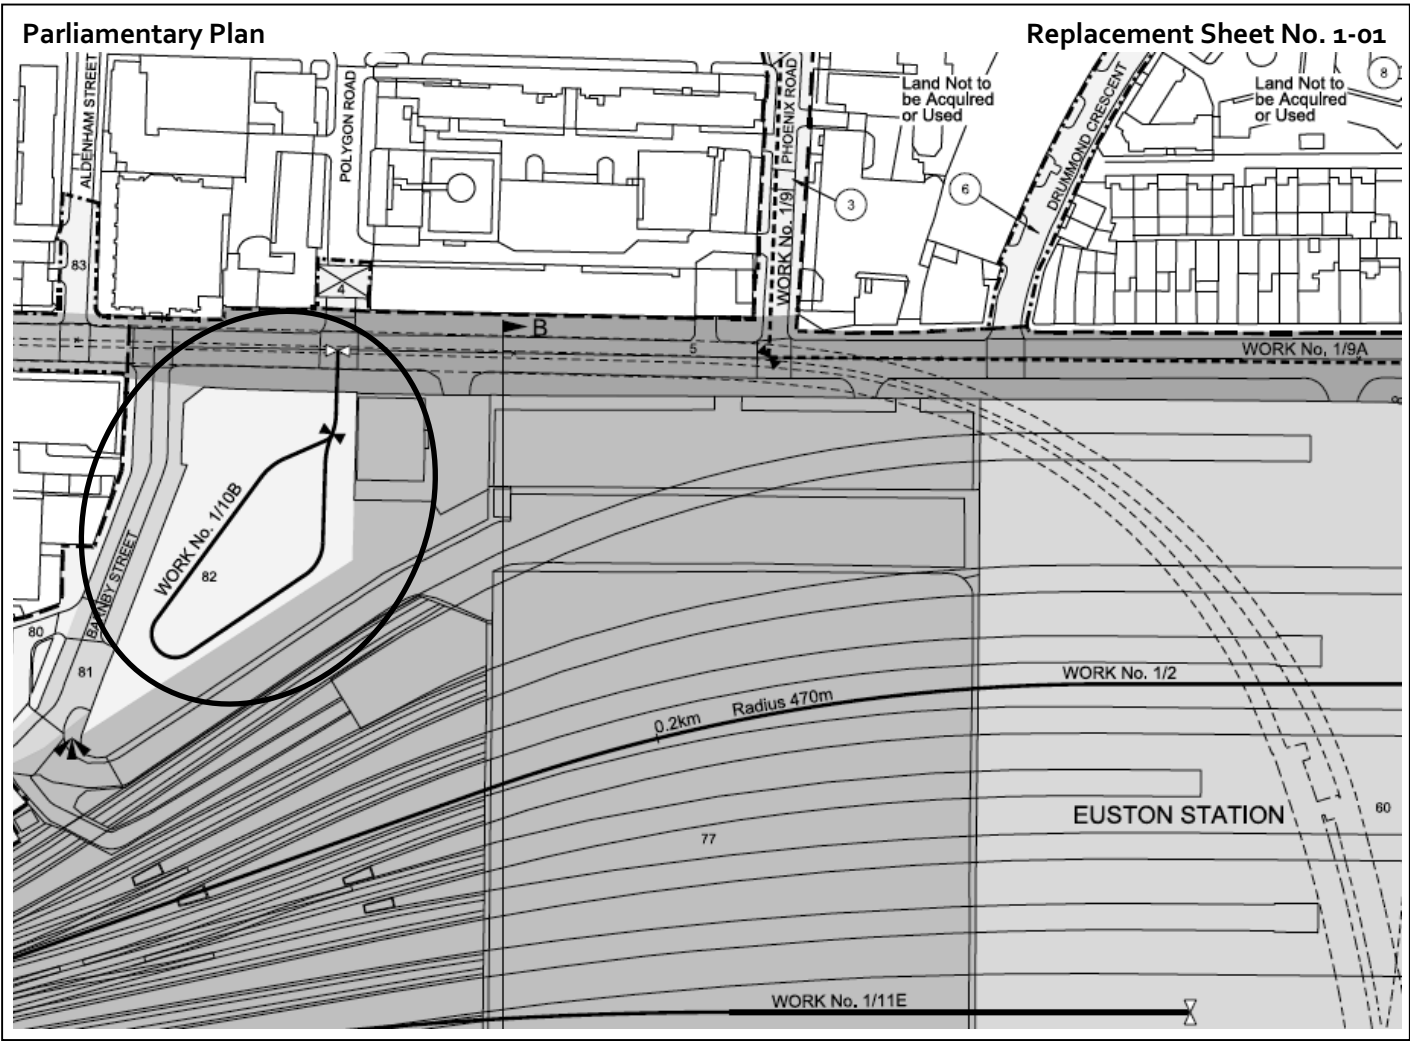 Parliamentary Plan
Replacement Sheet No. 1-01
ALDENHAM STREET
POLYGON ROAD
PHOENIX ROAD
Land Not to
be Acquired
or Used
DRUMMOND CRESCENT
Land Not to
be Acquired
or Used
8
3
6
WORK No. 1/9
83
4
B
5
WORK No. 1/9A
WORK No. 1/10B
82
BARNBY STREET
80
81
WORK No. 1/2
Radius 470m
0.2km
EUSTON STATION
60
77
WORK No. 1/11E